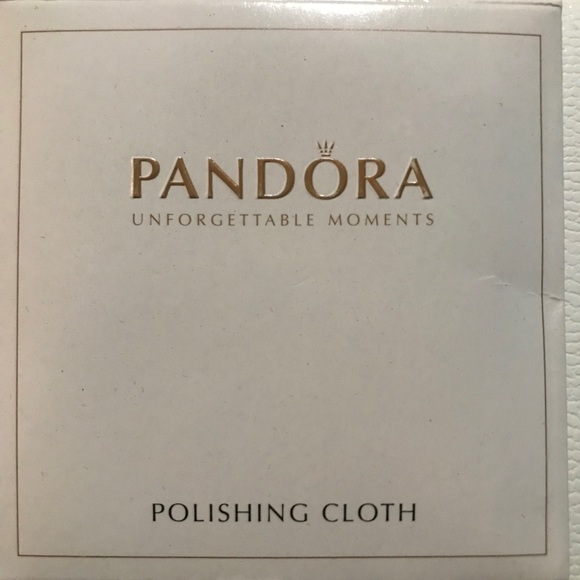 PANDORA
UNFORGETTABLE MOMENTS
POLISHING CLOTH